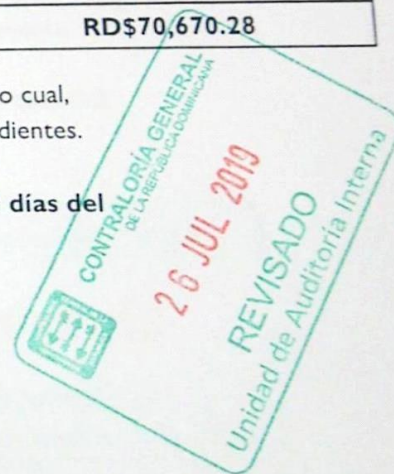 RD$70,670.28
o cual,
dientes.
días del
CONTRALORÍA GENERAL
DE LA REPÚBLICA DOMINICANA
26 JUL 2019
REVISADO
Unidad de Auditoría Interna